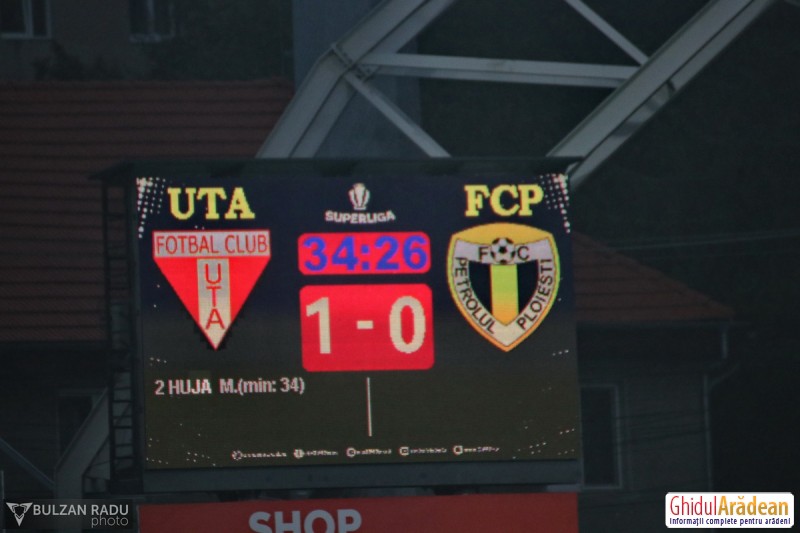 UTA
SUPERLIGA
FCP
FOTBAL CLUB
UTA
34:26
FC
PETROLUL PLOIEȘTI
1 - 0
2 HUJA M.(min: 34)
SHOP
BULZAN RADU
photo
GhidulArădean
Informații complete pentru arădeni